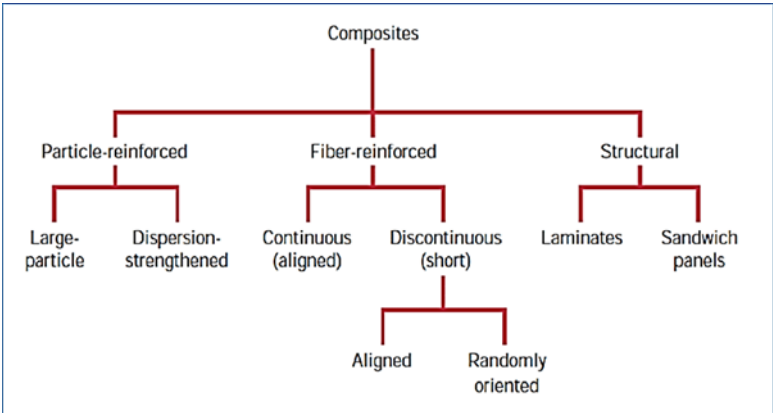 Composites
Particle-reinforced
Fiber-reinforced
Structural
Large-
particle
Dispersion-
strengthened
Continuous
(aligned)
Discontinuous
(short)
Laminates
Sandwich
panels
Aligned
Randomly
oriented